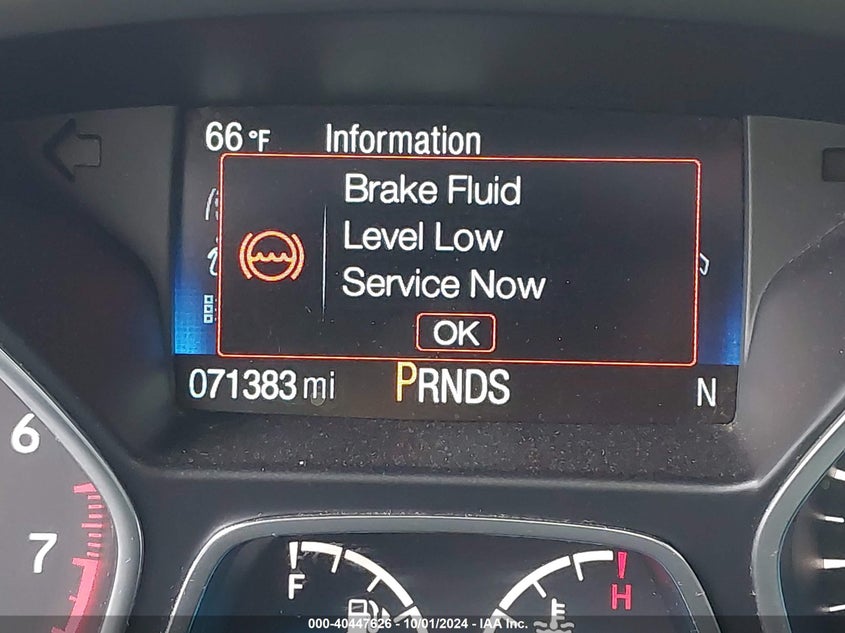 66 °F Information
Brake Fluid
Level Low
Service Now
OK
071383 mi PRNDS N
6
7
F
H
000-40447626 - 10/01/2024 - IAA Inc.